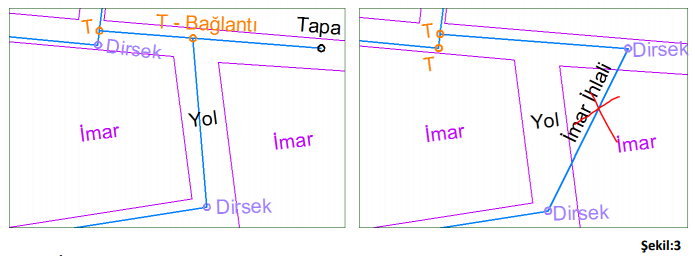 T
T - Bağlantı
Tapa
Dirsek
Yol
İmar
İmar
Dirsek
T
T
Dirsek
İmar İhlali
Yol
İmar
İmar
Dirsek
Şekil:3